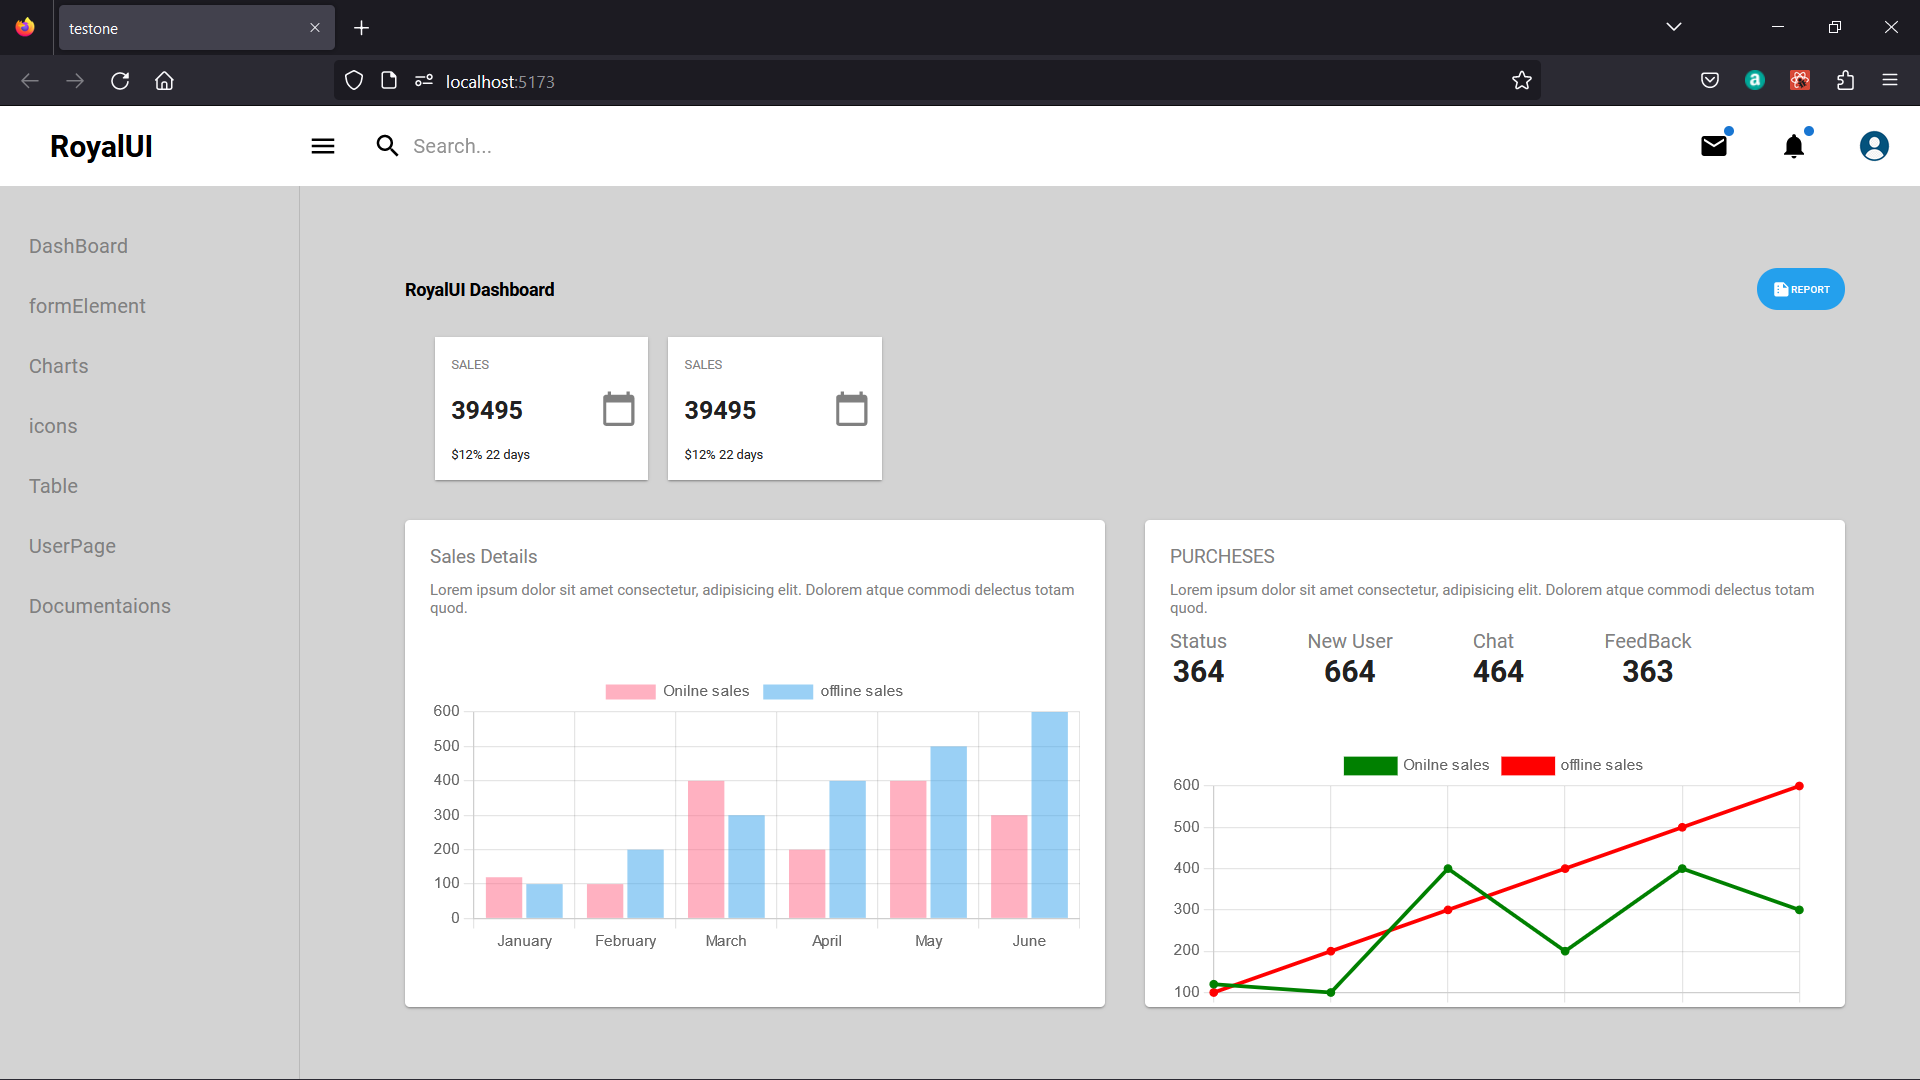 testone
localhost:5173
RoyalUI
Search...
DashBoard
formElement
Charts
icons
Table
UserPage
Documentaions
RoyalUI Dashboard
REPORT
SALES
39495
$12% 22 days
SALES
39495
$12% 22 days
Sales Details
Lorem ipsum dolor sit amet consectetur, adipisicing elit. Dolorem atque commodi delectus totam
quod.
Onilne sales offline sales
600
500
400
300
200
100
0
January February March April May June
PURCHESES
Lorem ipsum dolor sit amet consectetur, adipisicing elit. Dolorem atque commodi delectus totam
quod.
Status New User Chat FeedBack
364 664 464 363
Onilne sales offline sales
600
500
400
300
200
100